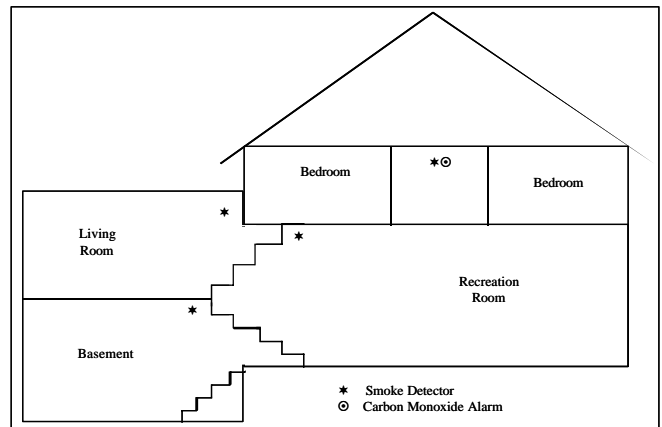 Bedroom
Bedroom
Living
Room
Recreation
Room
Basement
Smoke Detector
Carbon Monoxide Alarm